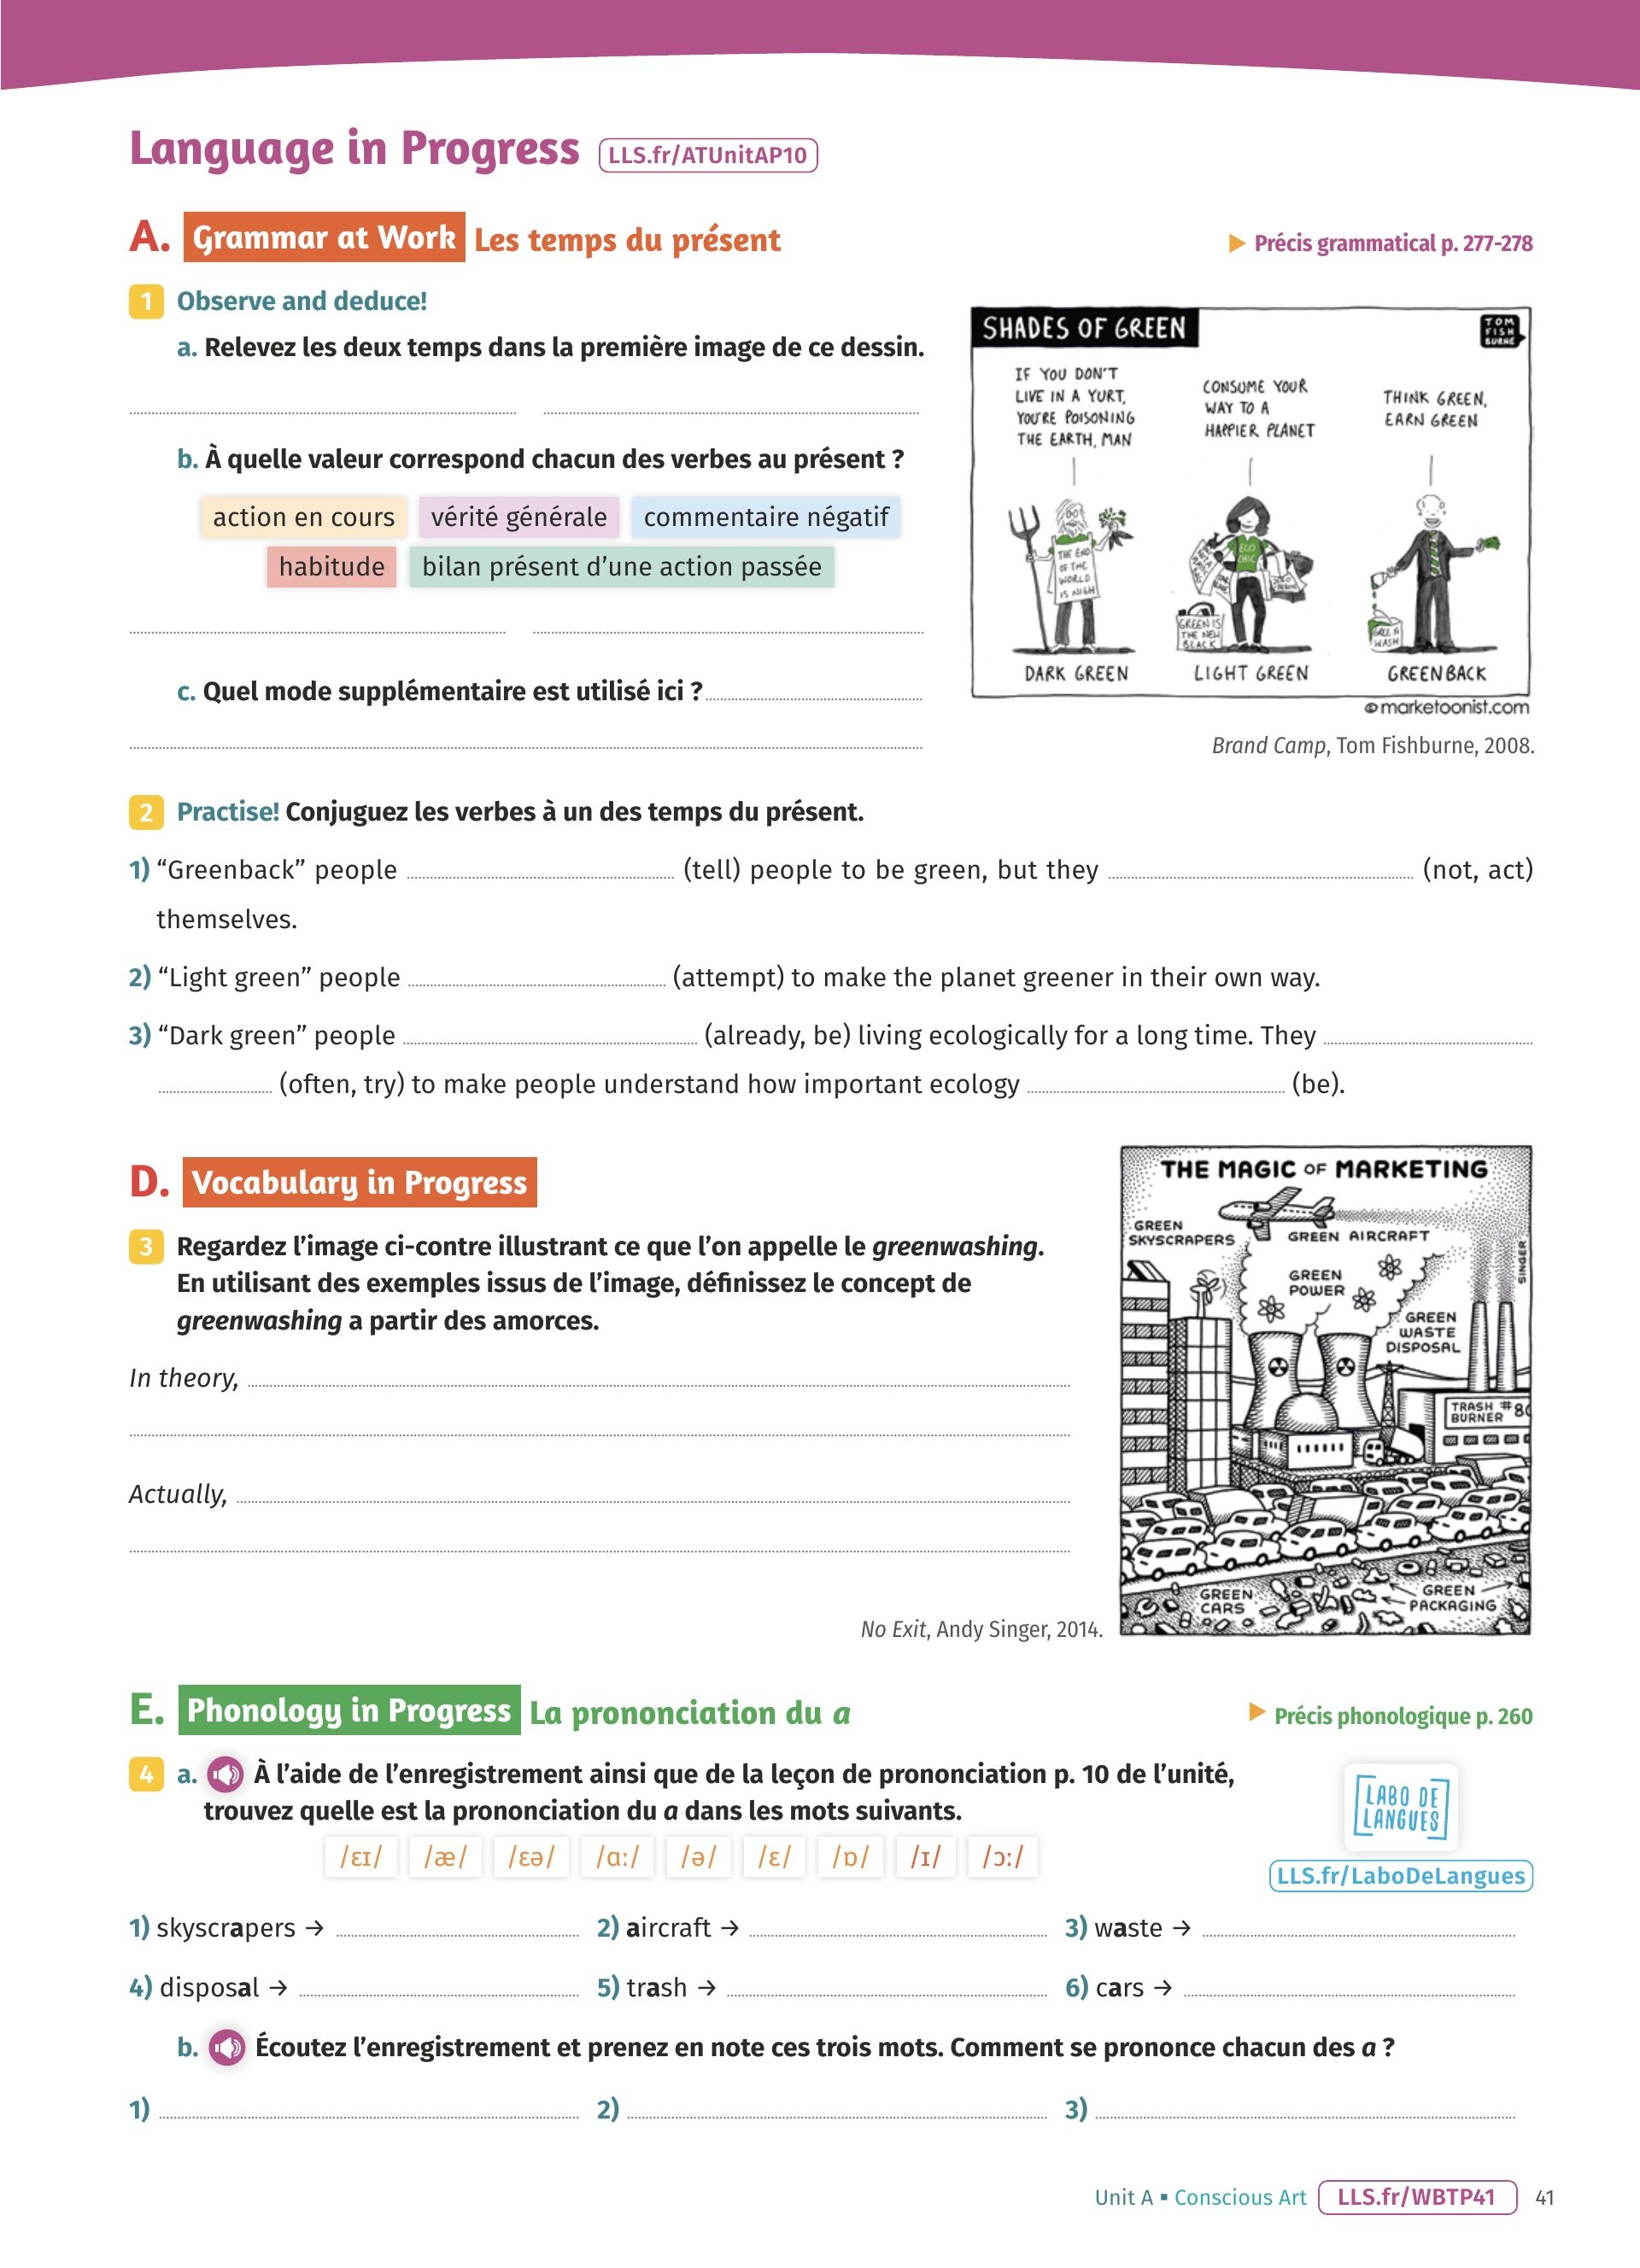 Language in Progress LLS.fr/ATUnitAP10
A. Grammar at Work Les temps du présent
Précis grammatical p. 277-278
1 Observe and deduce!
a. Relevez les deux temps dans la première image de ce dessin.
b. À quelle valeur correspond chacun des verbes au présent ?
action en cours vérité générale commentaire négatif
habitude bilan présent d’une action passée
c. Quel mode supplémentaire est utilisé ici ?
SHADES OF GREEN
TOM
FISH
BURNE
IF YOU DON'T
LIVE IN A YURT,
YOU'RE POISONING
THE EARTH, MAN
CONSUME YOUR
WAY TO A
HAPPIER PLANET
THINK GREEN,
EARN GREEN
THE END
OF THE
WORLD
IS NIGH
ECO
CHIC
GREEN IS
THE NEW
BLACK
GREEN
WASH
DARK GREEN
LIGHT GREEN
GREENBACK
© marketoonist.com
Brand Camp, Tom Fishburne, 2008.
2 Practise! Conjuguez les verbes à un des temps du présent.
1) “Greenback” people (tell) people to be green, but they (not, act)
themselves.
2) “Light green” people (attempt) to make the planet greener in their own way.
3) “Dark green” people (already, be) living ecologically for a long time. They
(often, try) to make people understand how important ecology (be).
D. Vocabulary in Progress
3 Regardez l’image ci-contre illustrant ce que l’on appelle le greenwashing.
En utilisant des exemples issus de l’image, définissez le concept de
greenwashing a partir des amorces.
In theory,
Actually,
THE MAGIC OF MARKETING
GREEN
SKYSCRAPERS
GREEN AIRCRAFT
SINGER
GREEN
POWER
GREEN
WASTE
DISPOSAL
TRASH #80
BURNER
GREEN
CARS
GREEN
PACKAGING
No Exit, Andy Singer, 2014.
E. Phonology in Progress La prononciation du a
Précis phonologique p. 260
4 a. À l’aide de l’enregistrement ainsi que de la leçon de prononciation p. 10 de l’unité,
trouvez quelle est la prononciation du a dans les mots suivants.
/ɛɪ/ /æ/ /ɛə/ /ɑː/ /ə/ /ɛ/ /ɒ/ /ɪ/ /ɔː/
LABO DE
LANGUES
LLS.fr/LaboDeLangues
1) skyscrapers → 2) aircraft → 3) waste →
4) disposal → 5) trash → 6) cars →
b. Écoutez l’enregistrement et prenez en note ces trois mots. Comment se prononce chacun des a ?
1) 2) 3)
Unit A ▪ Conscious Art LLS.fr/WBTP41 41